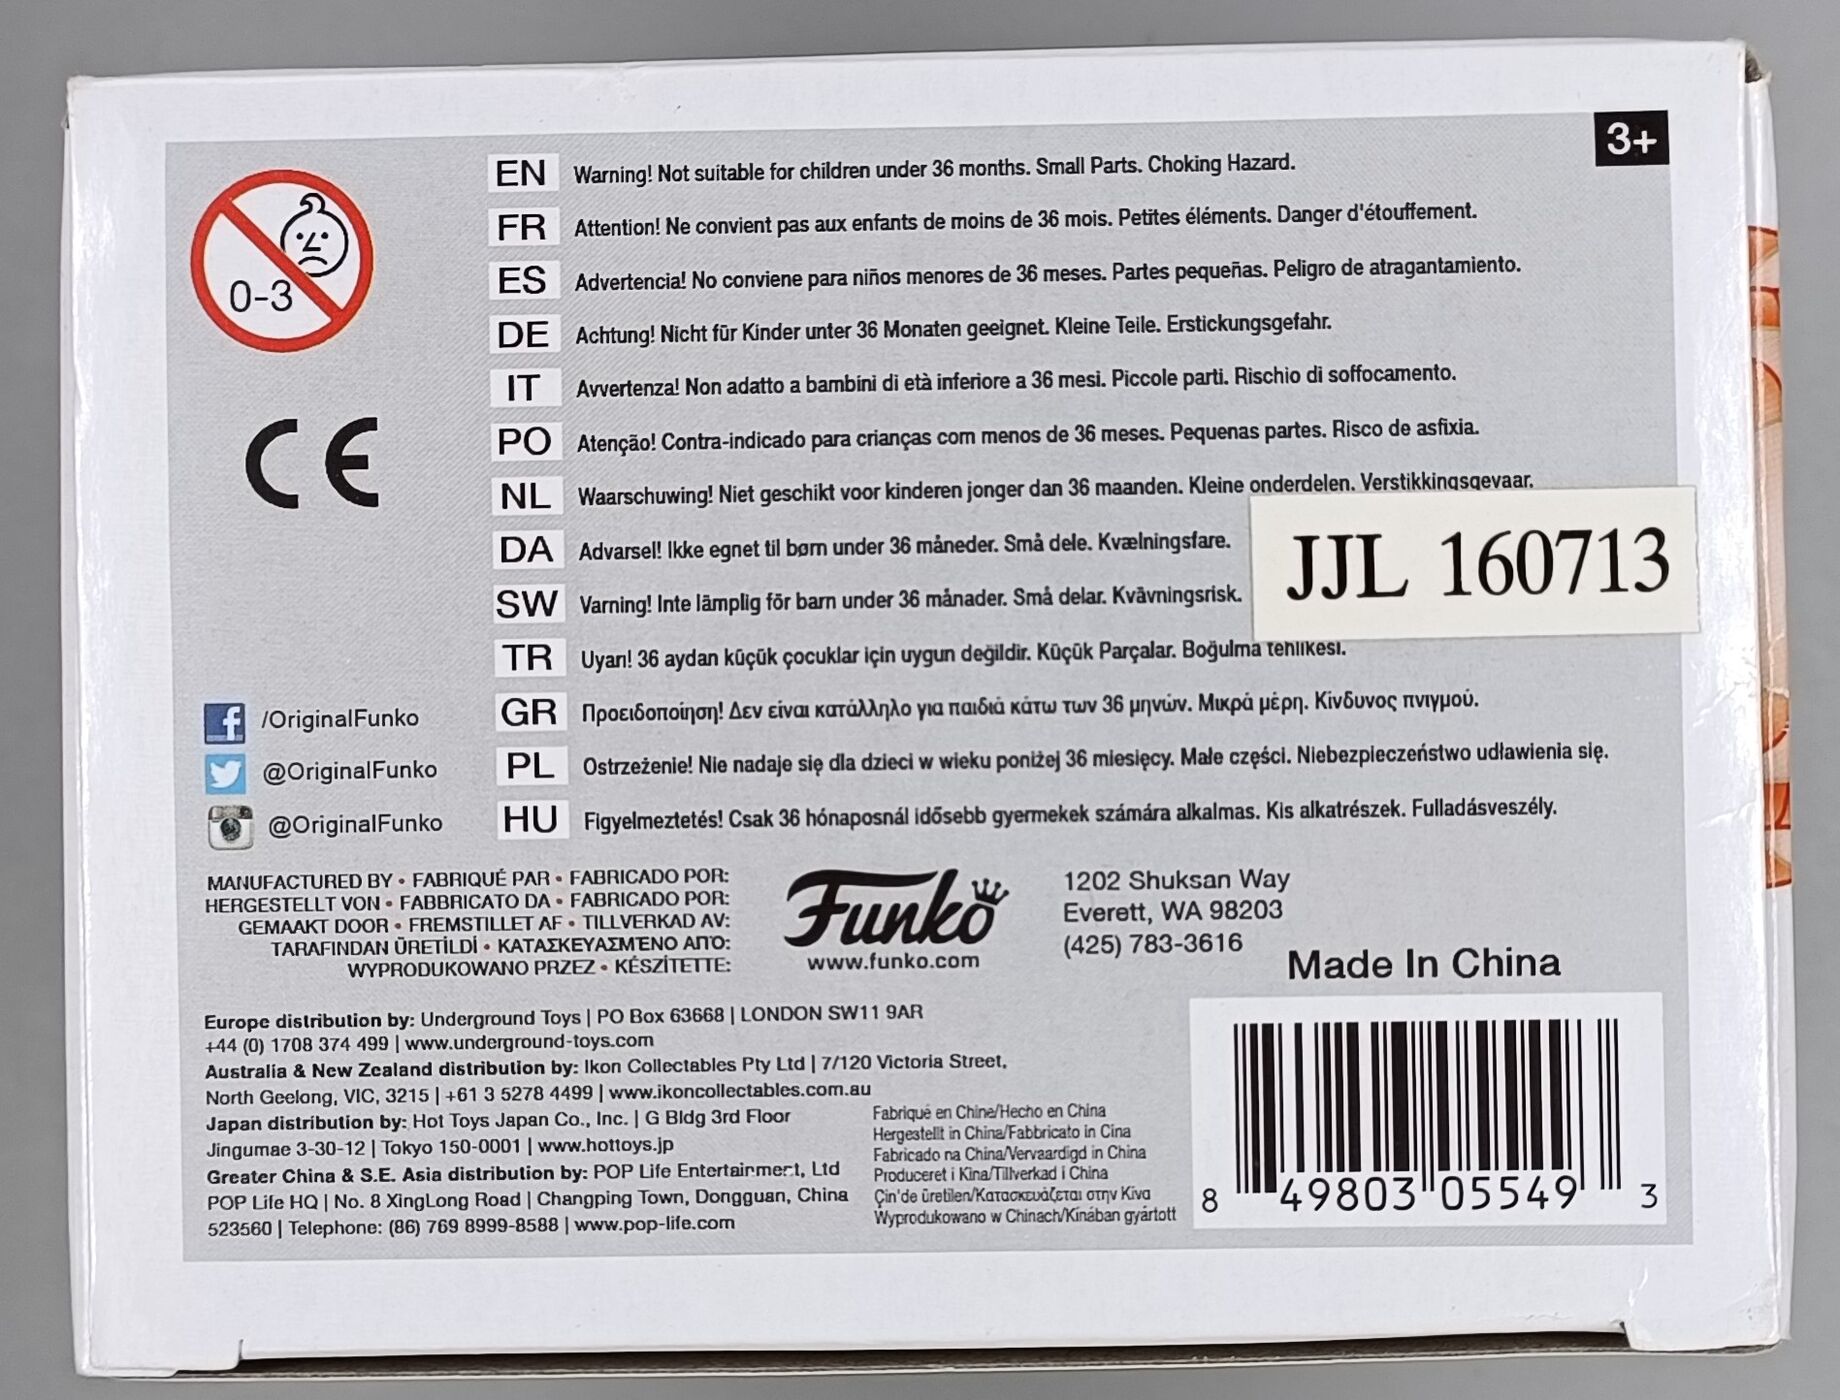 3+
0-3
EN Warning! Not suitable for children under 36 months. Small Parts. Choking Hazard.
FR Attention! Ne convient pas aux enfants de moins de 36 mois. Petites éléments. Danger d'étouffement.
ES Advertencia! No conviene para niños menores de 36 meses. Partes pequeñas. Peligro de atragantamiento.
DE Achtung! Nicht für Kinder unter 36 Monaten geeignet. Kleine Teile. Erstickungsgefahr.
IT Avvertenza! Non adatto a bambini di età inferiore a 36 mesi. Piccole parti. Rischio di soffocamento.
PO Atenção! Contra-indicado para crianças com menos de 36 meses. Pequenas partes. Risco de asfixia.
NL Waarschuwing! Niet geschikt voor kinderen jonger dan 36 maanden. Kleine onderdelen. Verstikkingsgevaar.
DA Advarsel! Ikke egnet til børn under 36 måneder. Små dele. Kvælningsfare.
SW Varning! Inte lämplig för barn under 36 månader. Små delar. Kvävningsrisk.
TR Uyarı! 36 aydan küçük çocuklar için uygun değildir. Küçük Parçalar. Boğulma tehlikesi.
GR Προειδοποίηση! Δεν είναι κατάλληλο για παιδιά κάτω των 36 μηνών. Μικρά μέρη. Κίνδυνος πνιγμού.
PL Ostrzeżenie! Nie nadaje się dla dzieci w wieku poniżej 36 miesięcy. Małe części. Niebezpieczeństwo udławienia się.
HU Figyelmeztetés! Csak 36 hónaposnál idősebb gyermekek számára alkalmas. Kis alkatrészek. Fulladásveszély.
JJL 160713
CE
f /OriginalFunko
@OriginalFunko
@OriginalFunko
MANUFACTURED BY • FABRIQUÉ PAR • FABRICADO POR:
HERGESTELLT VON • FABBRICATO DA • FABRICADO POR:
GEMAAKT DOOR • FREMSTILLET AF • TILLVERKAD AV:
TARAFINDAN ÜRETİLDİ • ΚΑΤΑΣΚΕΥΑΣΜΈΝΟ ΑΠΌ:
WYPRODUKOWANO PRZEZ • KÉSZÍTETTE:
Funko
www.funko.com
1202 Shuksan Way
Everett, WA 98203
(425) 783-3616
Made In China
Europe distribution by: Underground Toys | PO Box 63668 | LONDON SW11 9AR
+44 (0) 1708 374 499 | www.underground-toys.com
Australia & New Zealand distribution by: Ikon Collectables Pty Ltd | 7/120 Victoria Street,
North Geelong, VIC, 3215 | +61 3 5278 4499 | www.ikoncollectables.com.au
Japan distribution by: Hot Toys Japan Co., Inc. | G Bldg 3rd Floor
Jingumae 3-30-12 | Tokyo 150-0001 | www.hottoys.jp
Greater China & S.E. Asia distribution by: POP Life Entertainment, Ltd
POP Life HQ | No. 8 XingLong Road | Changping Town, Dongguan, China
523560 | Telephone: (86) 769 8999-8588 | www.pop-life.com
Fabriqué en Chine/Hecho en China
Hergestellt in China/Fabbricato in Cina
Fabricado na China/Vervaardigd in China
Produceret i Kina/Tillverkad i China
Çin'de üretilen/Κατασκευάζεται στην Κίνα
Wyprodukowano w Chinach/Kínában gyártott
8 49803 05549 3